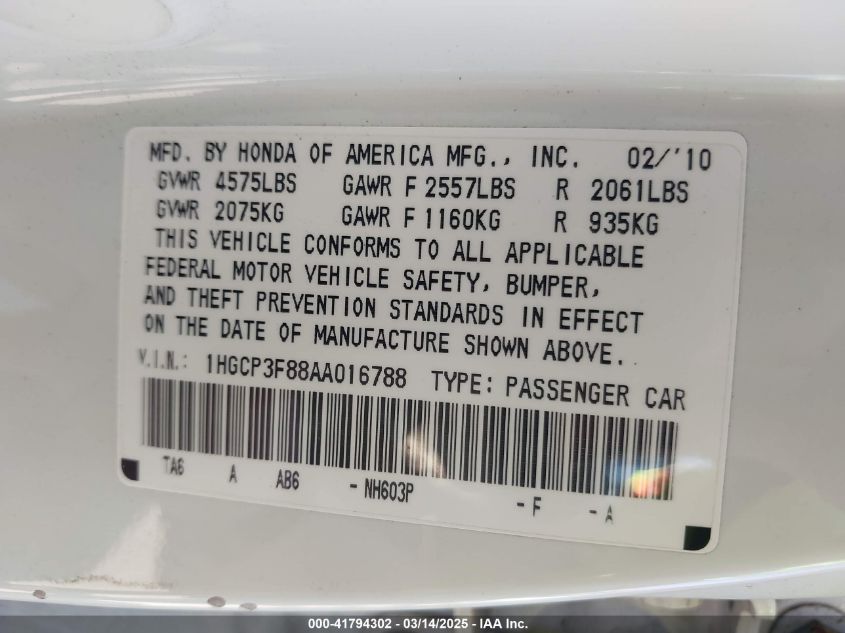 MFD. BY HONDA OF AMERICA MFG., INC. 02/'10
GVWR 4575LBS GAWR F 2557LBS R 2061LBS
GVWR 2075KG GAWR F 1160KG R 935KG
THIS VEHICLE CONFORMS TO ALL APPLICABLE
FEDERAL MOTOR VEHICLE SAFETY, BUMPER,
AND THEFT PREVENTION STANDARDS IN EFFECT
ON THE DATE OF MANUFACTURE SHOWN ABOVE.
V.I.N.: 1HGCP3F88AA016788 TYPE: PASSENGER CAR
TA6 A AB6 - NH603P - F - A
000-41794302 - 03/14/2025 - IAA Inc.